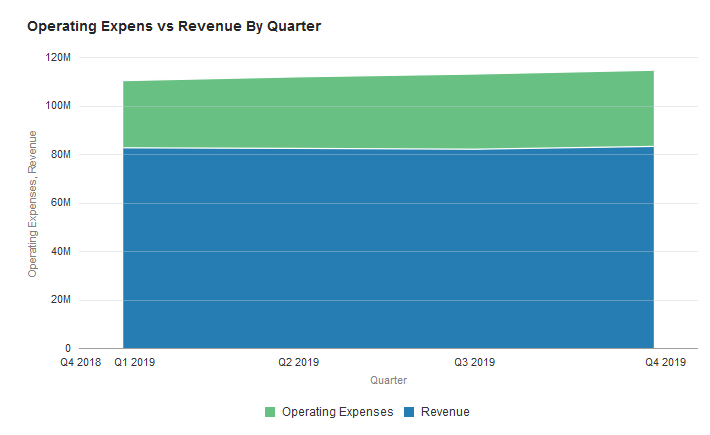 Operating Expens vs Revenue By Quarter
120M
100M
80M
60M
40M
20M
0
Operating Expenses, Revenue
Q4 2018 Q1 2019 Q2 2019 Q3 2019 Q4 2019
Quarter
Operating Expenses Revenue